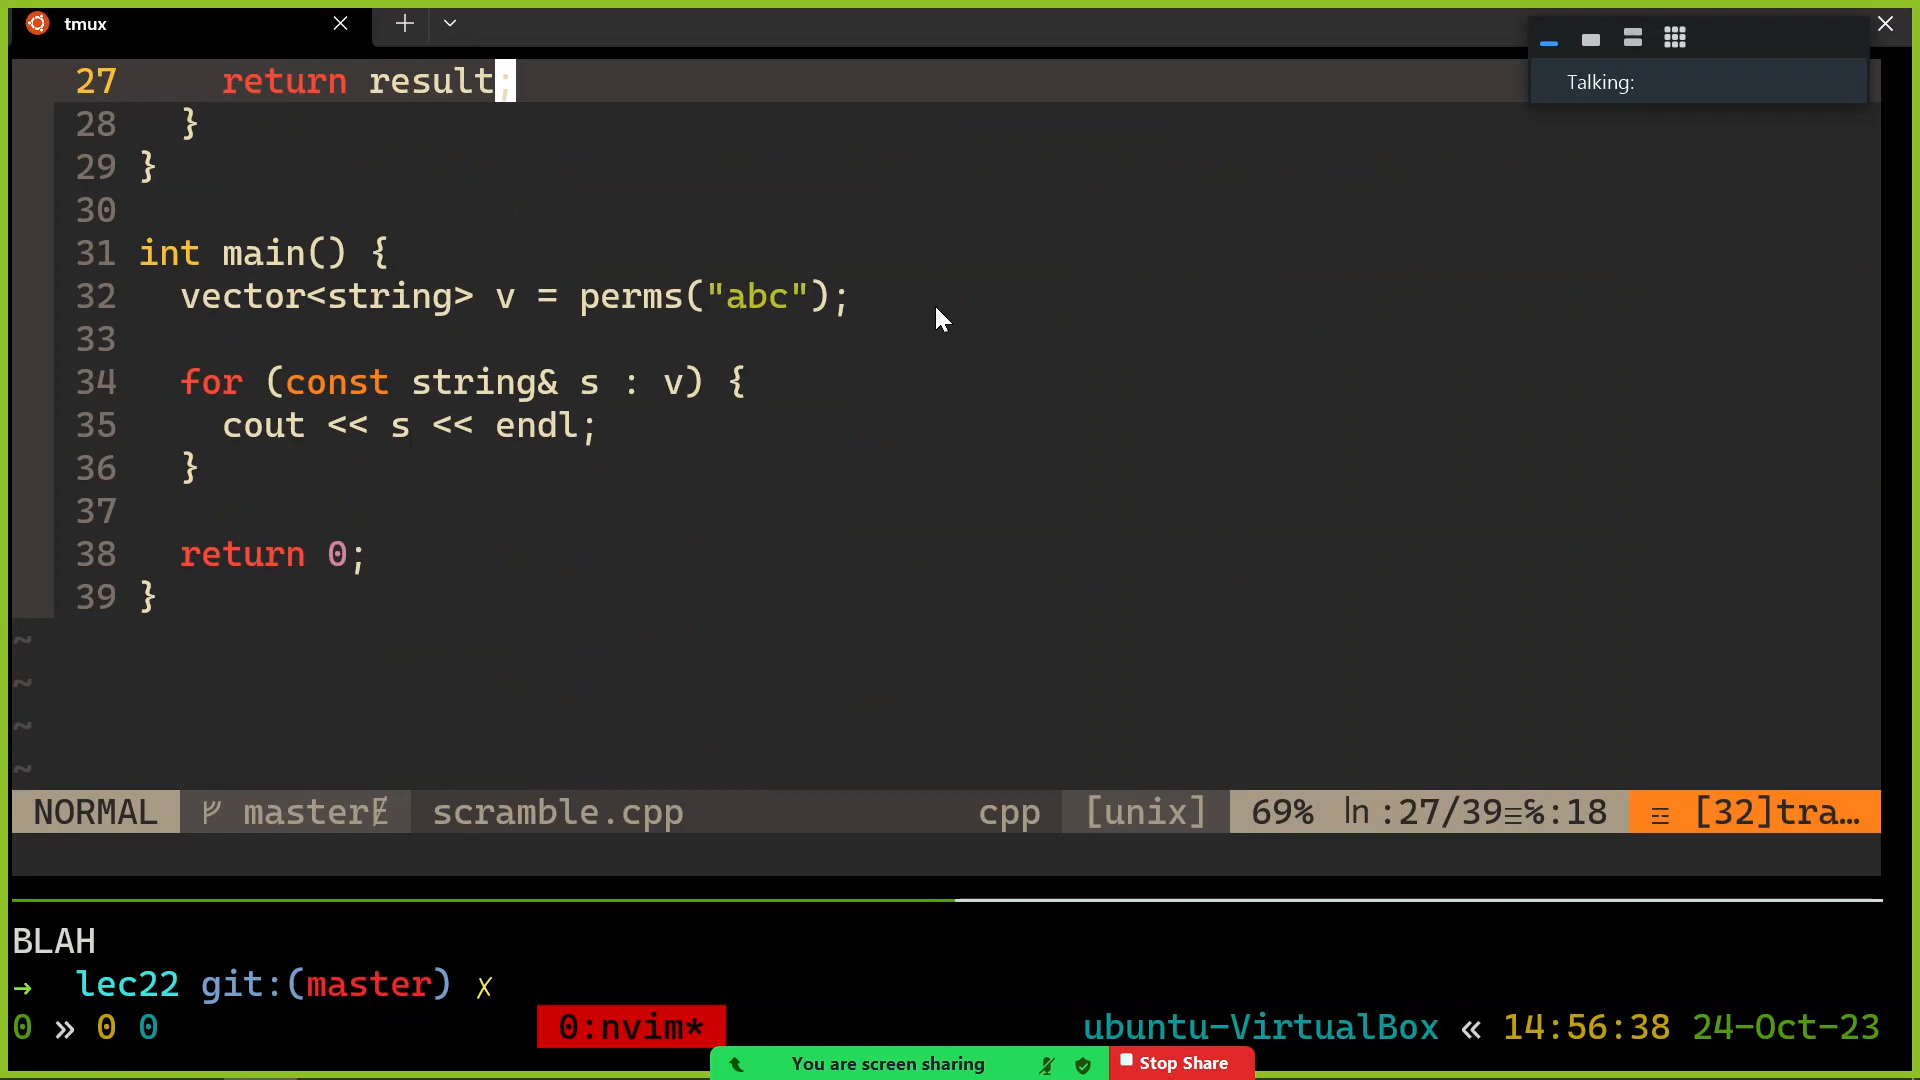 tmux
Talking:
27 return result;
28 }
29 }
30
31 int main() {
32 vector<string> v = perms("abc");
33
34 for (const string& s : v) {
35 cout << s << endl;
36 }
37
38 return 0;
39 }
~
~
~
~
NORMAL master scramble.cpp cpp [unix] 69% ln :27/39≡%:18 [32]tra…
BLAH
→ lec22 git:(master) ✗
0 » 0 0 0:nvim* ubuntu-VirtualBox « 14:56:38 24-Oct-23
You are screen sharing Stop Share